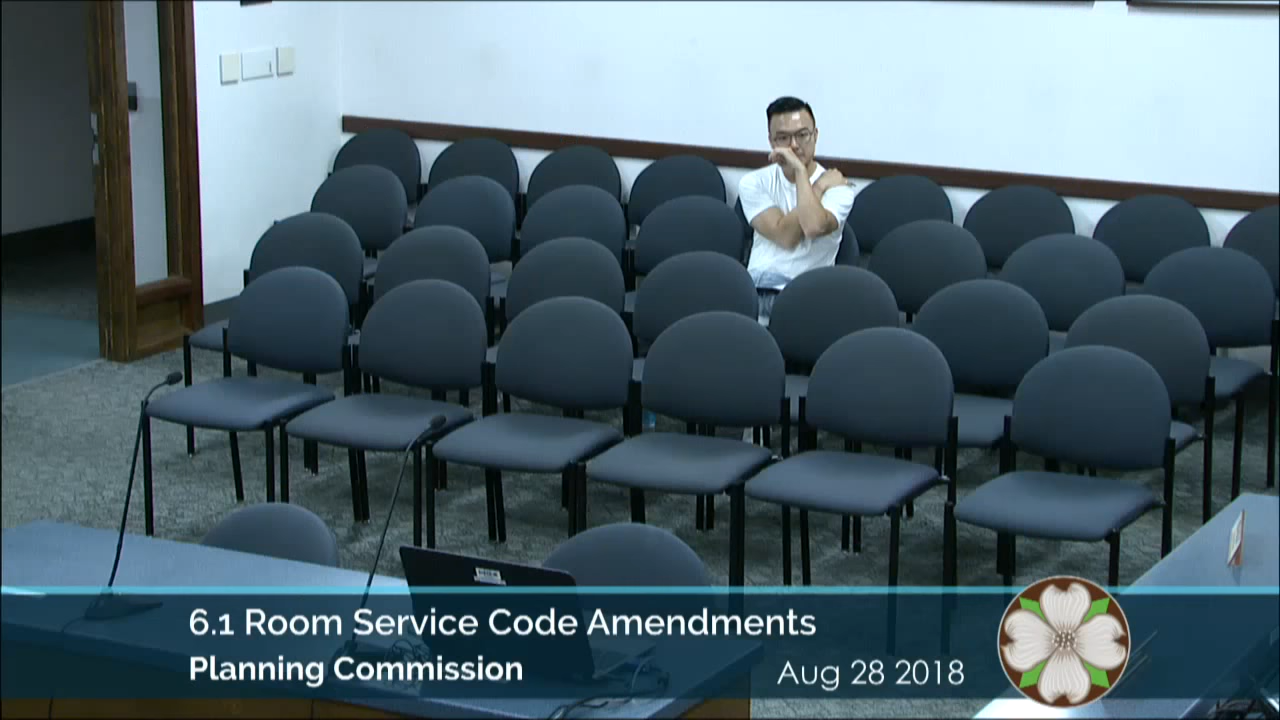 6.1 Room Service Code Amendments
Planning Commission
Aug 28 2018